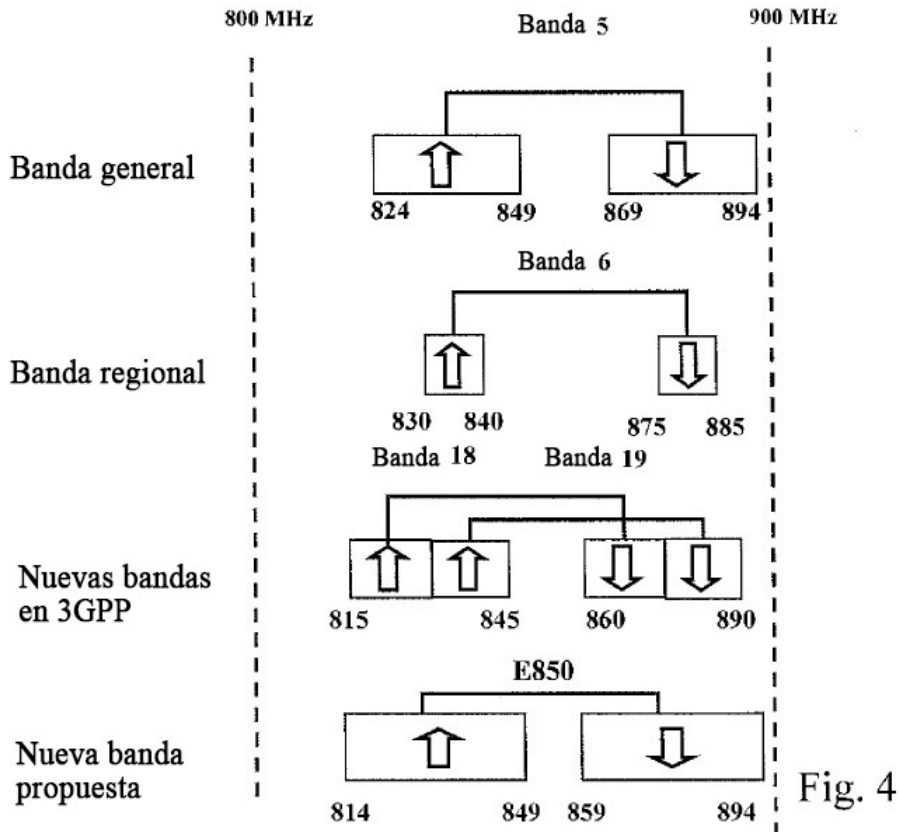 800 MHz
900 MHz
Banda 5
Banda general
824
849
869
894
Banda 6
Banda regional
830
840
875
885
Banda 18
Banda 19
Nuevas bandas
en 3GPP
815
845
860
890
E850
Nueva banda
propuesta
814
849
859
894
Fig. 4